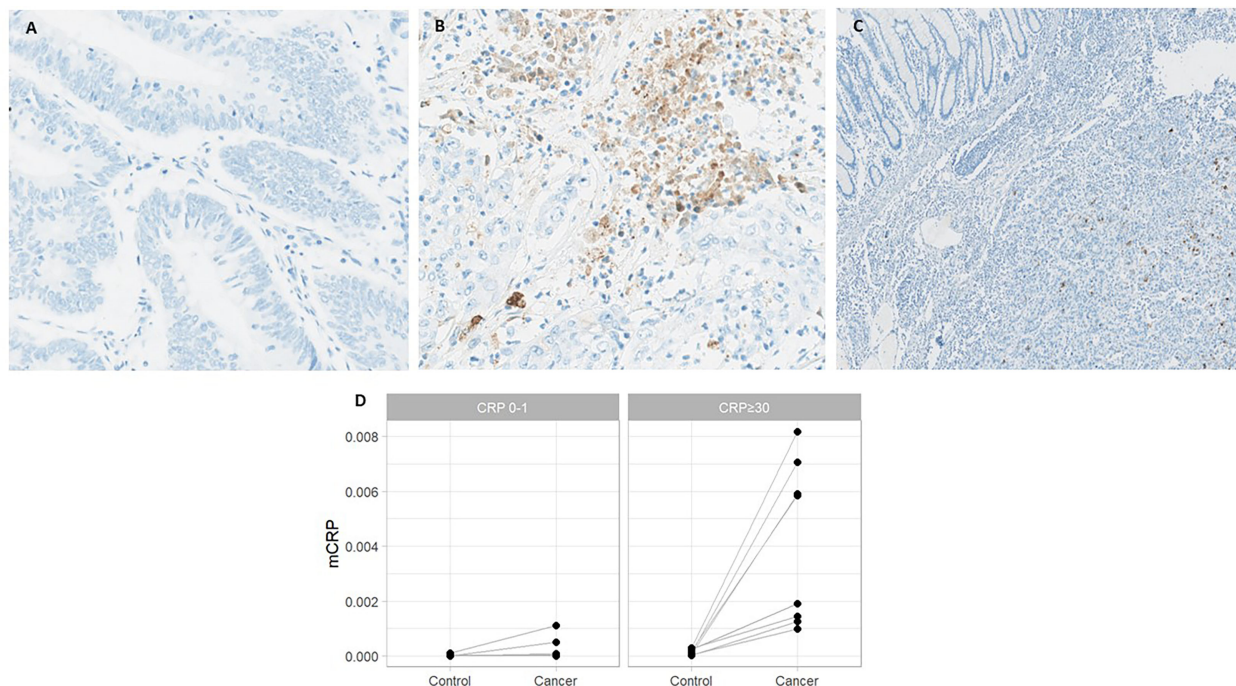 A
B
C
D
CRP 0-1
CRP≥30
mCRP
0.008
0.006
0.004
0.002
0.000
Control
Cancer
Control
Cancer